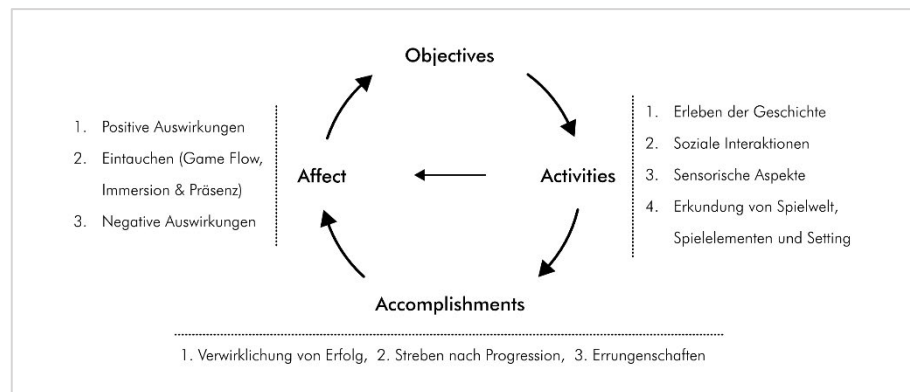 Objectives
1. Positive Auswirkungen
2. Eintauchen (Game Flow,
Immersion & Präsenz)
3. Negative Auswirkungen
Affect
Activities
1. Erleben der Geschichte
2. Soziale Interaktionen
3. Sensorische Aspekte
4. Erkundung von Spielwelt,
Spielelementen und Setting
Accomplishments
1. Verwirklichung von Erfolg, 2. Streben nach Progression, 3. Errungenschaften